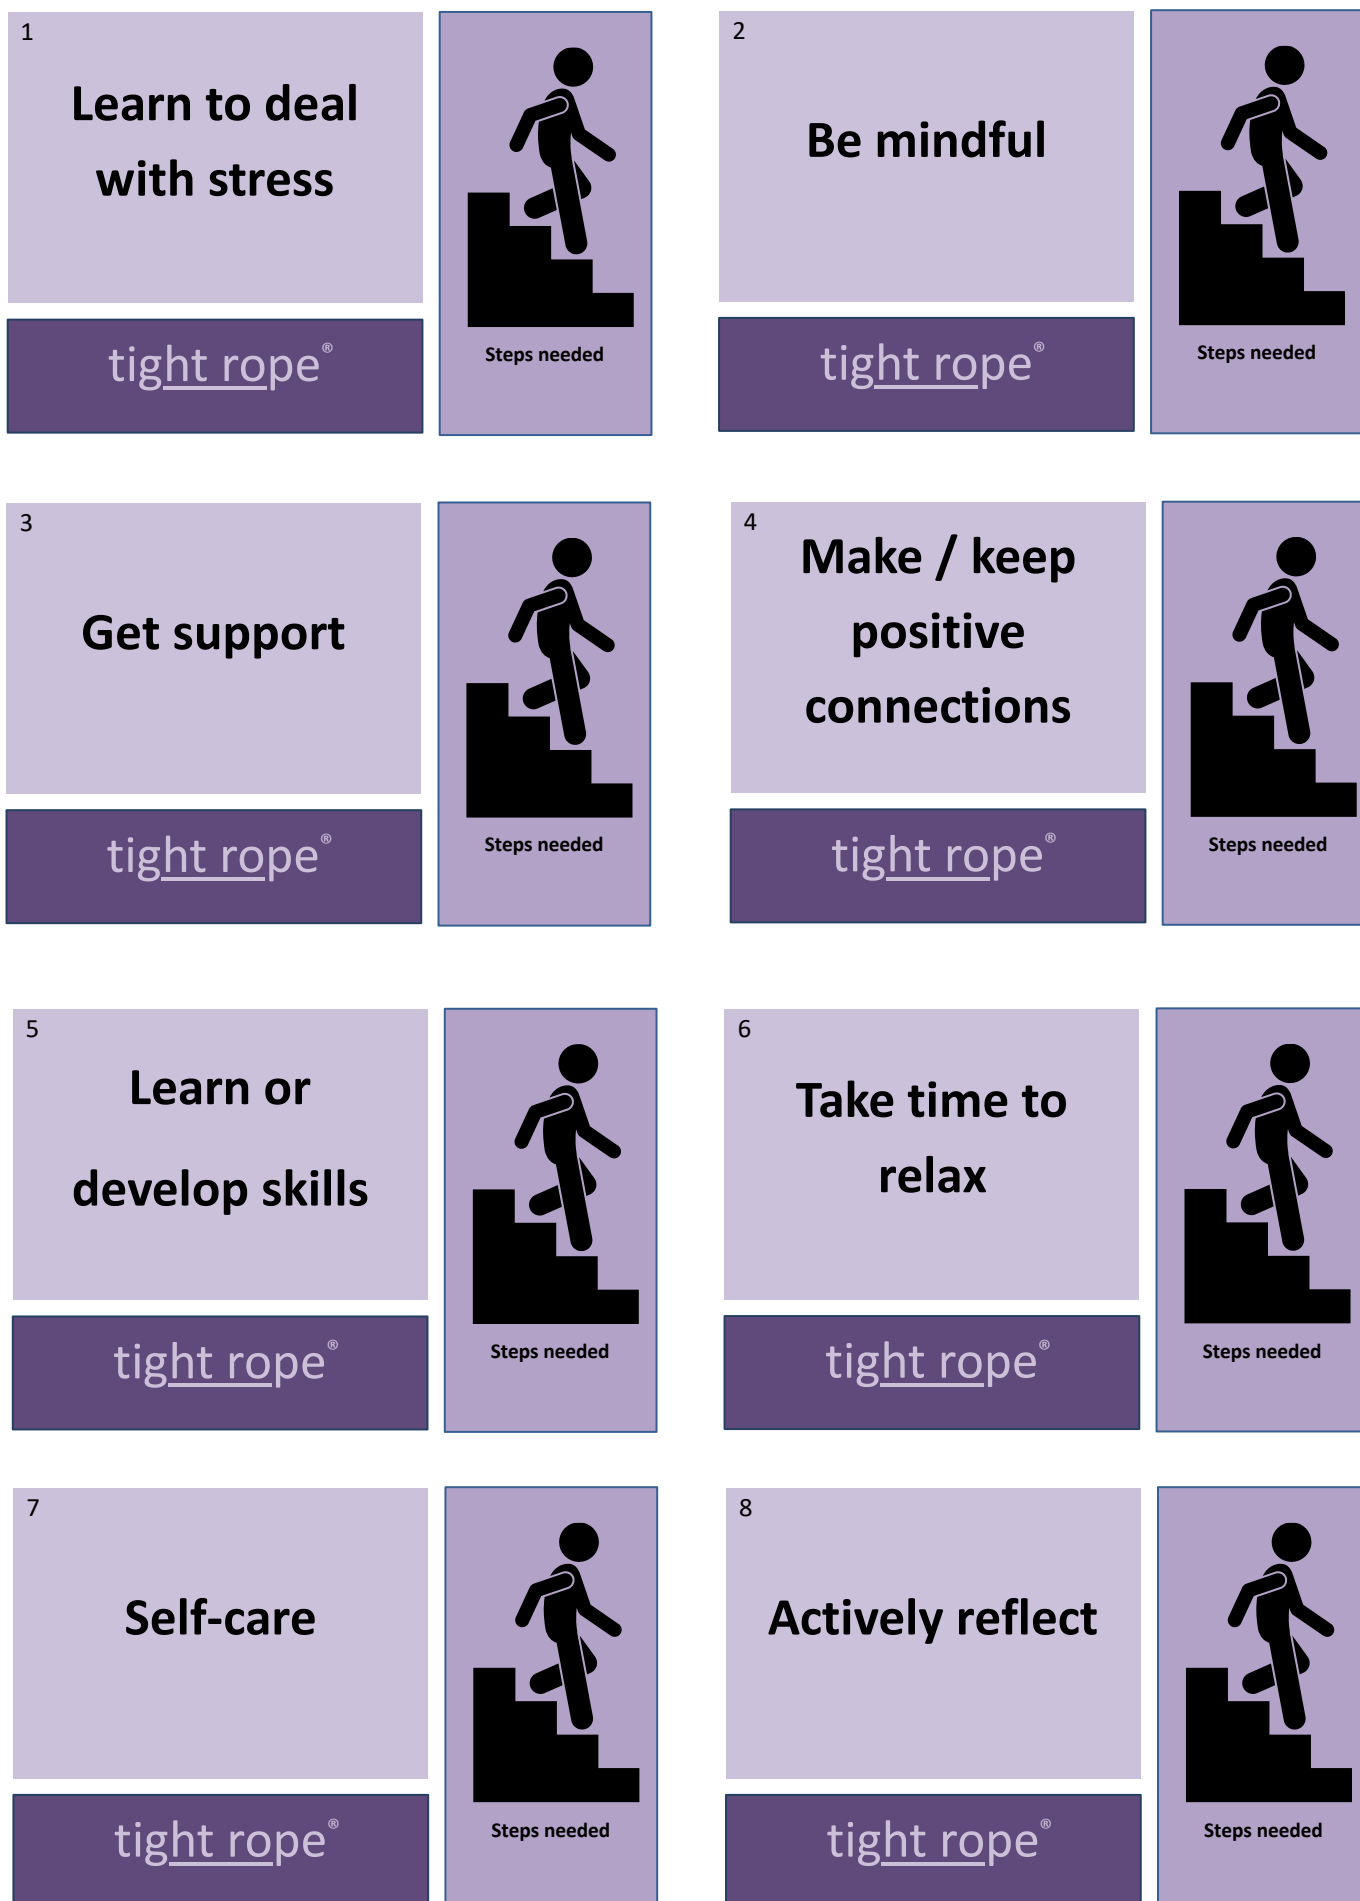 1
Learn to deal
with stress
tight rope®
Steps needed
2
Be mindful
tight rope®
Steps needed
3
Get support
tight rope®
Steps needed
4
Make / keep
positive
connections
tight rope®
Steps needed
5
Learn or
develop skills
tight rope®
Steps needed
6
Take time to
relax
tight rope®
Steps needed
7
Self-care
tight rope®
Steps needed
8
Actively reflect
tight rope®
Steps needed